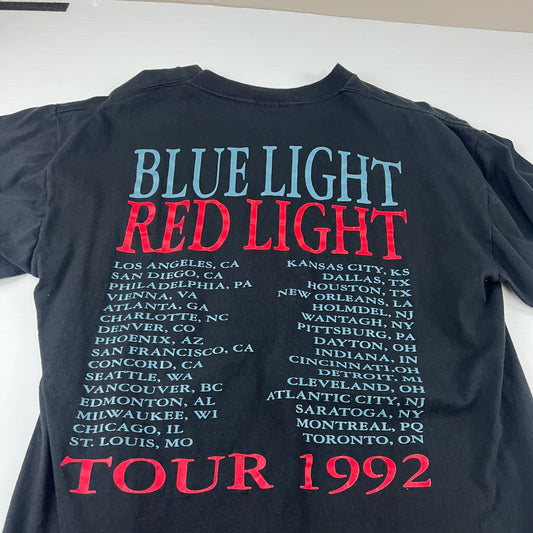 BLUE LIGHT
RED LIGHT
LOS ANGELES, CA
SAN DIEGO, CA
PHILADELPHIA, PA
VIENNA, VA
ATLANTA, GA
CHARLOTTE, NC
DENVER, CO
PHOENIX, AZ
SAN FRANCISCO, CA
CONCORD, CA
SEATTLE, WA
VANCOUVER, BC
EDMONTON, AL
MILWAUKEE, WI
CHICAGO, IL
ST. LOUIS, MO
KANSAS CITY, KS
DALLAS, TX
HOUSTON, TX
NEW ORLEANS, LA
HOLMDEL, NJ
WANTAGH, NY
PITTSBURG, PA
DAYTON, OH
INDIANA, IN
CINCINNATI,OH
DETROIT, MI
CLEVELAND, OH
ATLANTIC CITY, NJ
SARATOGA, NY
MONTREAL, PQ
TORONTO, ON
TOUR 1992